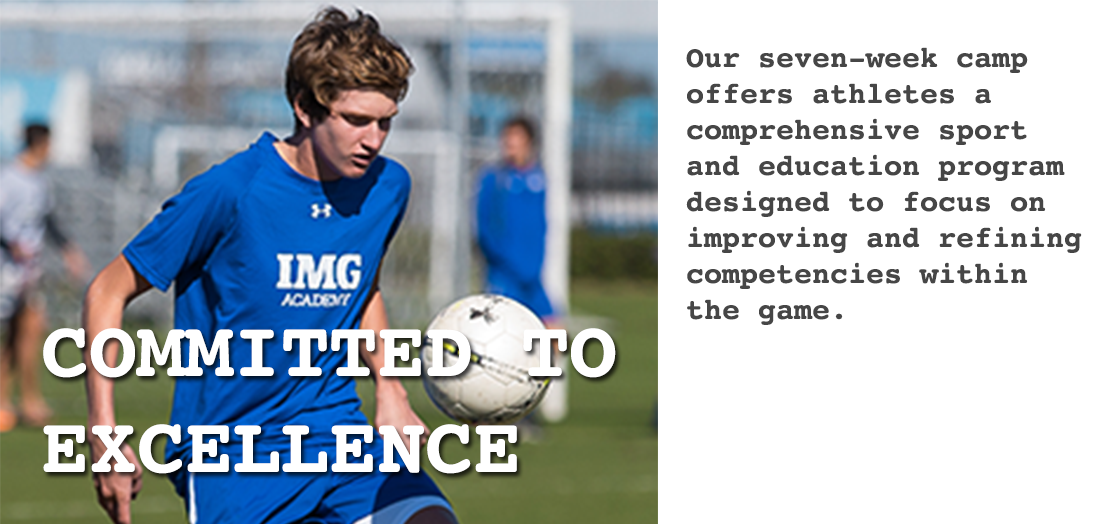 IMG
ACADEMY
COMMITTED TO
EXCELLENCE
Our seven-week camp
offers athletes a
comprehensive sport
and education program
designed to focus on
improving and refining
competencies within
the game.